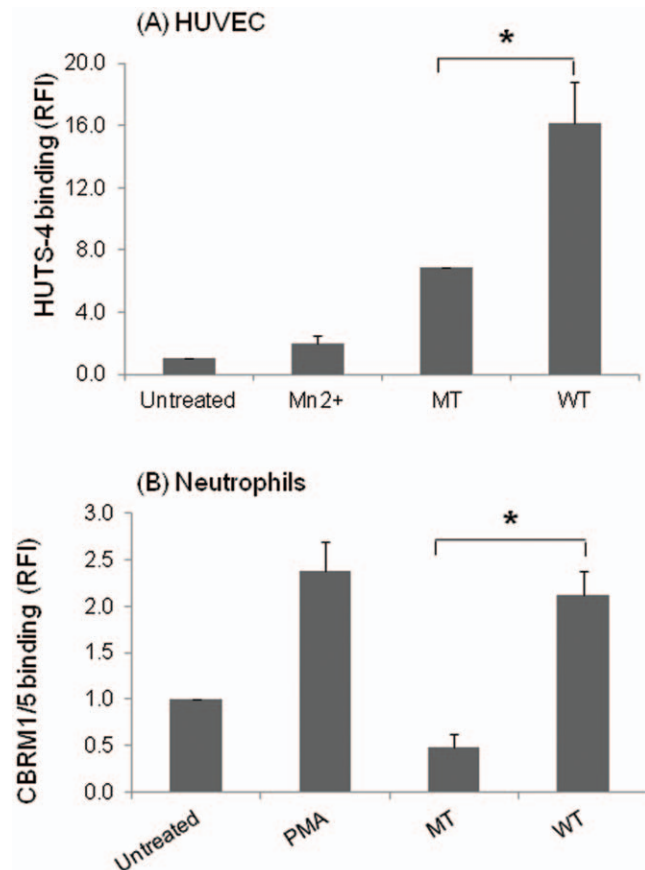 (A) HUVEC
*
HUTS-4 binding (RFI)
20.0
16.0
12.0
8.0
4.0
0.0
Untreated Mn2+ MT WT
(B) Neutrophils
*
CBRM1/5 binding (RFI)
3.0
2.5
2.0
1.5
1.0
0.5
0.0
Untreated PMA MT WT